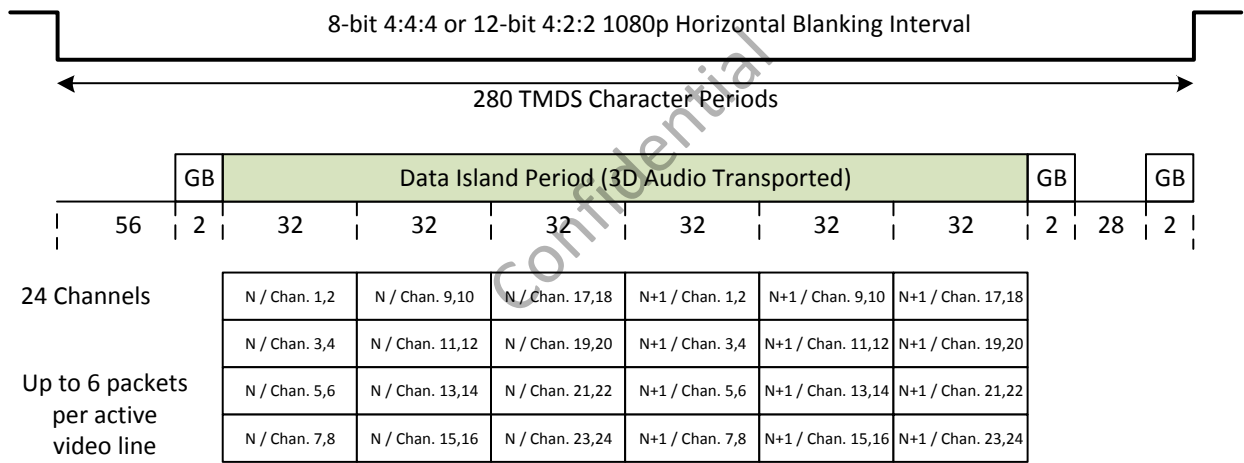 8-bit 4:4:4 or 12-bit 4:2:2 1080p Horizontal Blanking Interval
280 TMDS Character Periods
GB Data Island Period (3D Audio Transported) GB GB
56 2 32 32 32 32 32 32 2 28 2
24 Channels N / Chan. 1,2 N / Chan. 9,10 N / Chan. 17,18 N+1 / Chan. 1,2 N+1 / Chan. 9,10 N+1 / Chan. 17,18
N / Chan. 3,4 N / Chan. 11,12 N / Chan. 19,20 N+1 / Chan. 3,4 N+1 / Chan. 11,12 N+1 / Chan. 19,20
Up to 6 packets
per active
video line
N / Chan. 5,6 N / Chan. 13,14 N / Chan. 21,22 N+1 / Chan. 5,6 N+1 / Chan. 13,14 N+1 / Chan. 21,22
N / Chan. 7,8 N / Chan. 15,16 N / Chan. 23,24 N+1 / Chan. 7,8 N+1 / Chan. 15,16 N+1 / Chan. 23,24
Confidential